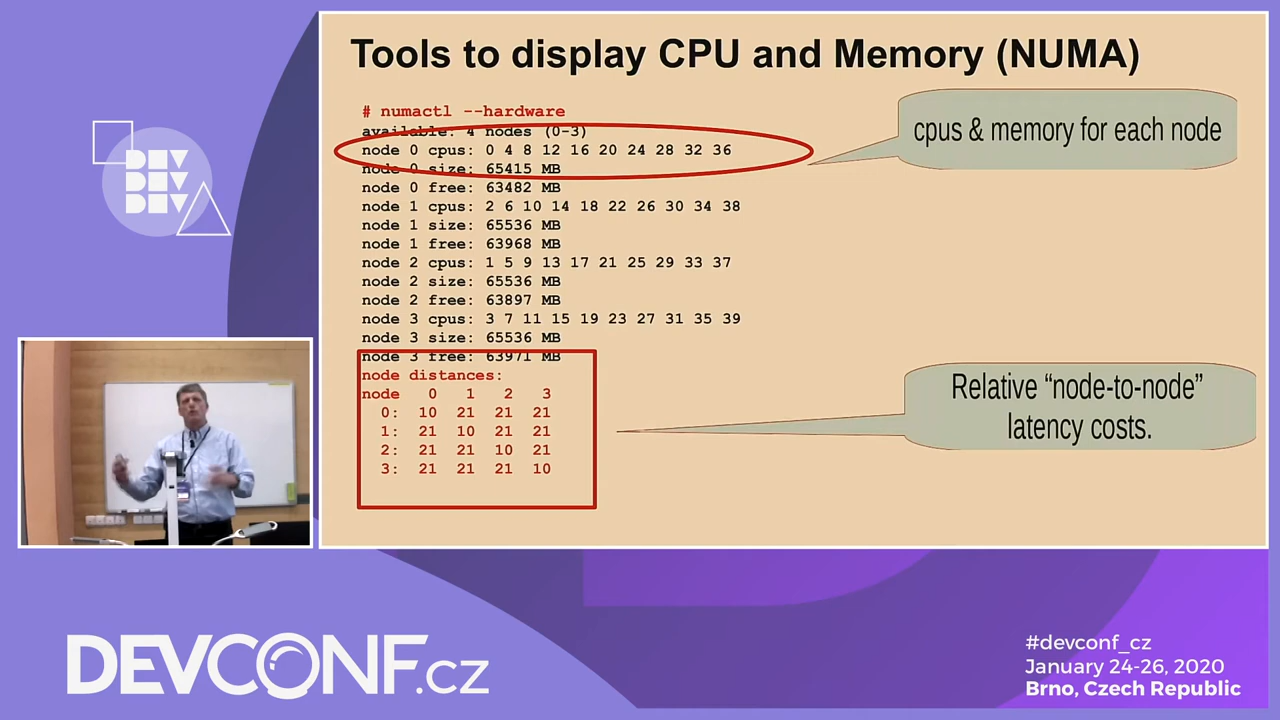 Tools to display CPU and Memory (NUMA)
# numactl --hardware
available: 4 nodes (0-3)
node 0 cpus: 0 4 8 12 16 20 24 28 32 36
node 0 size: 65415 MB
node 0 free: 63482 MB
node 1 cpus: 2 6 10 14 18 22 26 30 34 38
node 1 size: 65536 MB
node 1 free: 63968 MB
node 2 cpus: 1 5 9 13 17 21 25 29 33 37
node 2 size: 65536 MB
node 2 free: 63897 MB
node 3 cpus: 3 7 11 15 19 23 27 31 35 39
node 3 size: 65536 MB
node 3 free: 63971 MB
node distances:
node 0 1 2 3
0: 10 21 21 21
1: 21 10 21 21
2: 21 21 10 21
3: 21 21 21 10
cpus & memory for each node
Relative “node-to-node”
latency costs.
DEV
DEV
DEV
DEVCONF.cz
#devconf_cz
January 24-26, 2020
Brno, Czech Republic